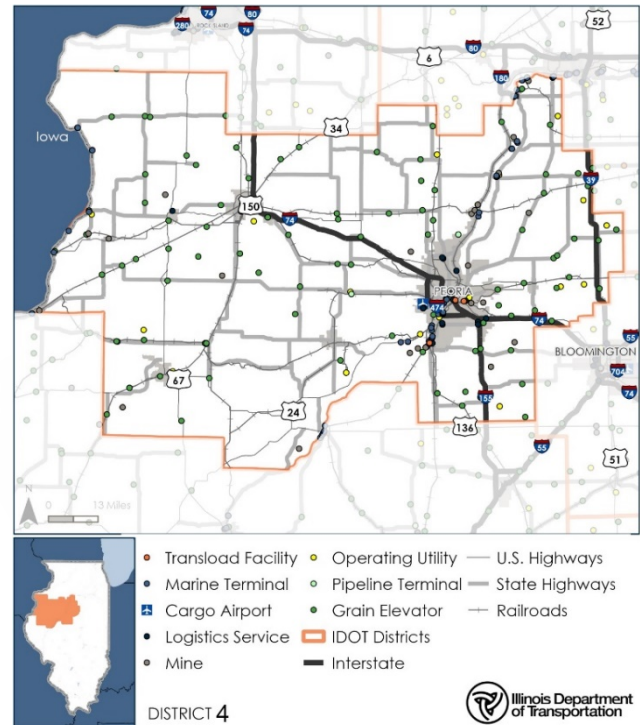 74
80
280
74
6
80
180
52
Iowa
34
39
150
74
PEORIA
474
74
55
BLOOMINGTON
704
74
67
24
155
136
55
51
N
0 13 Miles
Transload Facility
Marine Terminal
Cargo Airport
Logistics Service
Mine
Operating Utility
Pipeline Terminal
Grain Elevator
IDOT Districts
Interstate
U.S. Highways
State Highways
Railroads
DISTRICT 4
Illinois Department
of Transportation